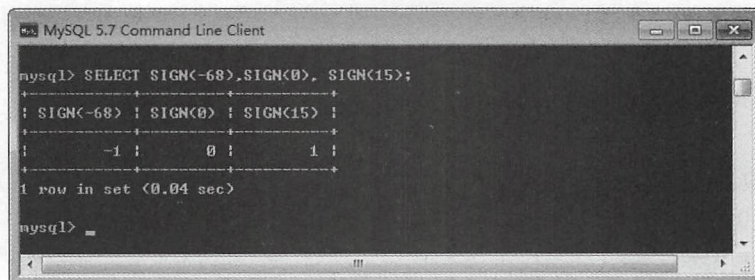 MySQL 5.7 Command Line Client
mysql> SELECT SIGN(-68),SIGN(0), SIGN(15);
+-----------+---------+----------+
| SIGN(-68) | SIGN(0) | SIGN(15) |
+-----------+---------+----------+
|        -1 |       0 |        1 |
+-----------+---------+----------+
1 row in set (0.04 sec)
mysql> _